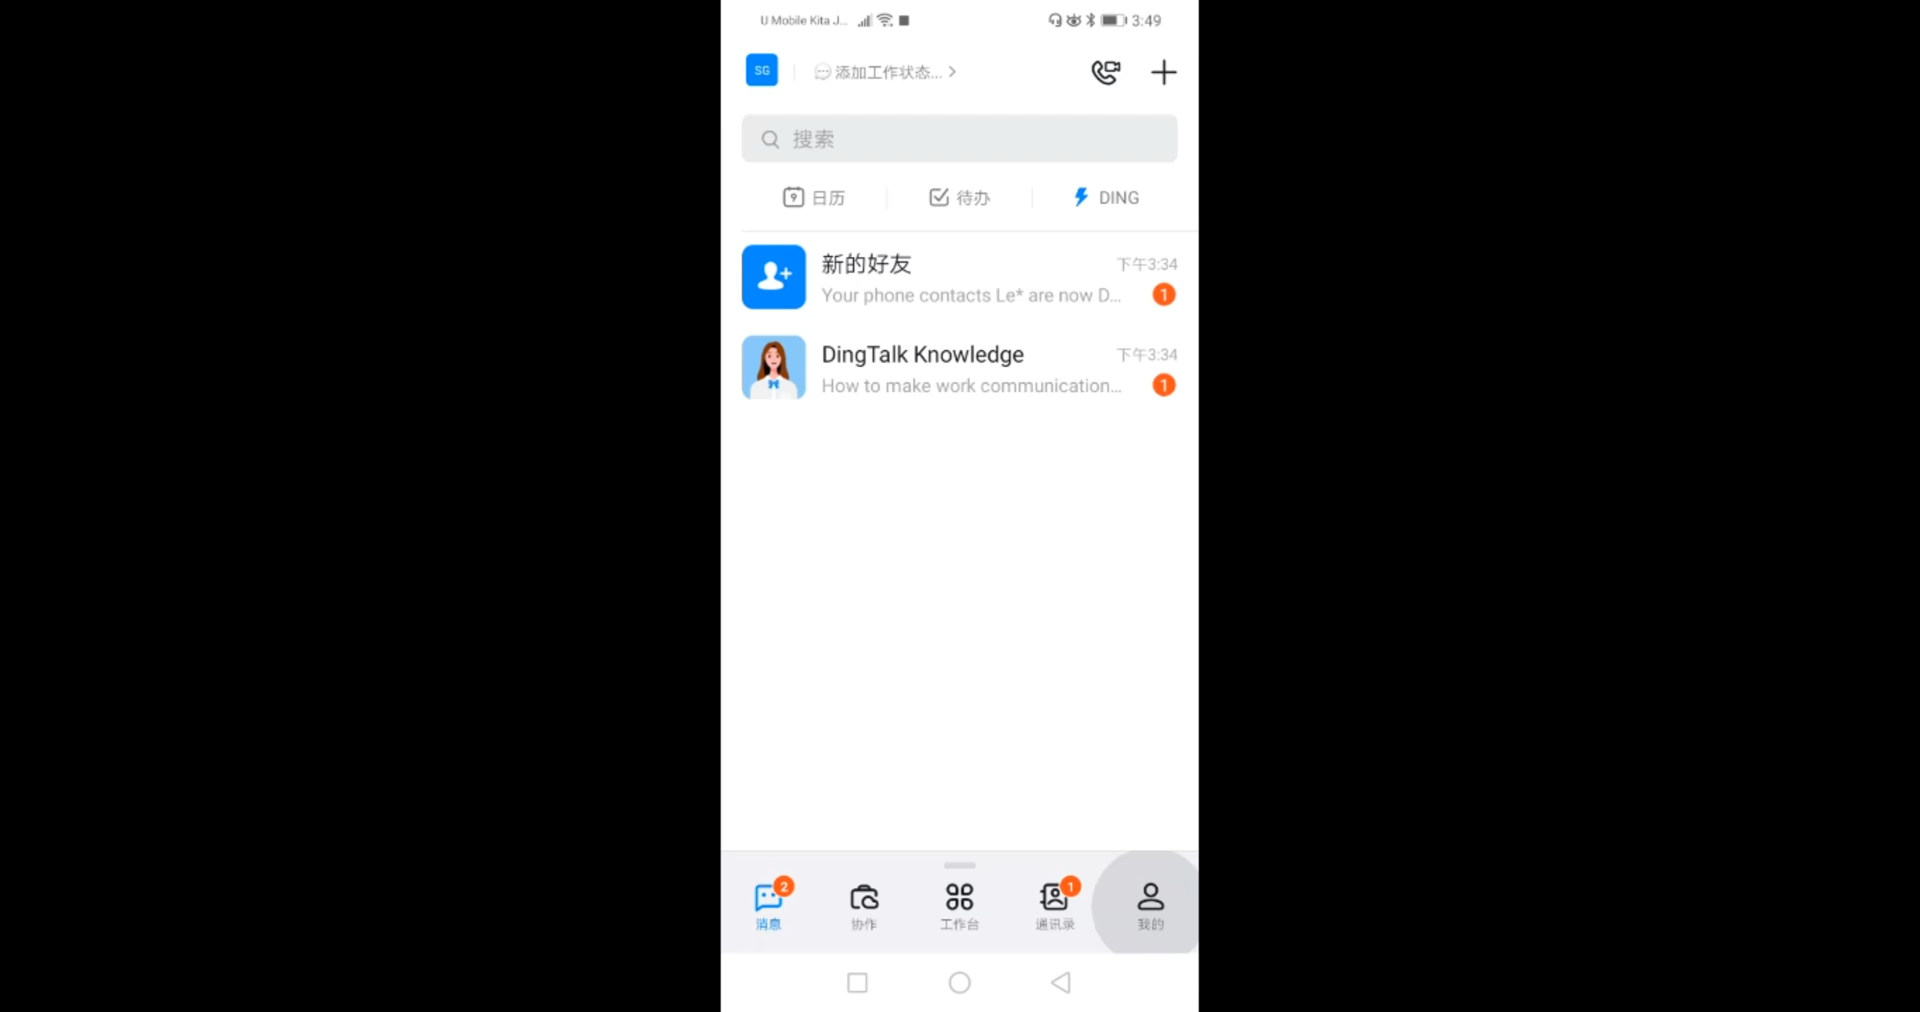 U Mobile Kita J...
3:49
SG
添加工作状态...
搜索
9 日历
待办
DING
新的好友
下午3:34
Your phone contacts Le* are now D...
1
DingTalk Knowledge
下午3:34
How to make work communication...
1
2
1
消息
协作
工作台
通讯录
我的